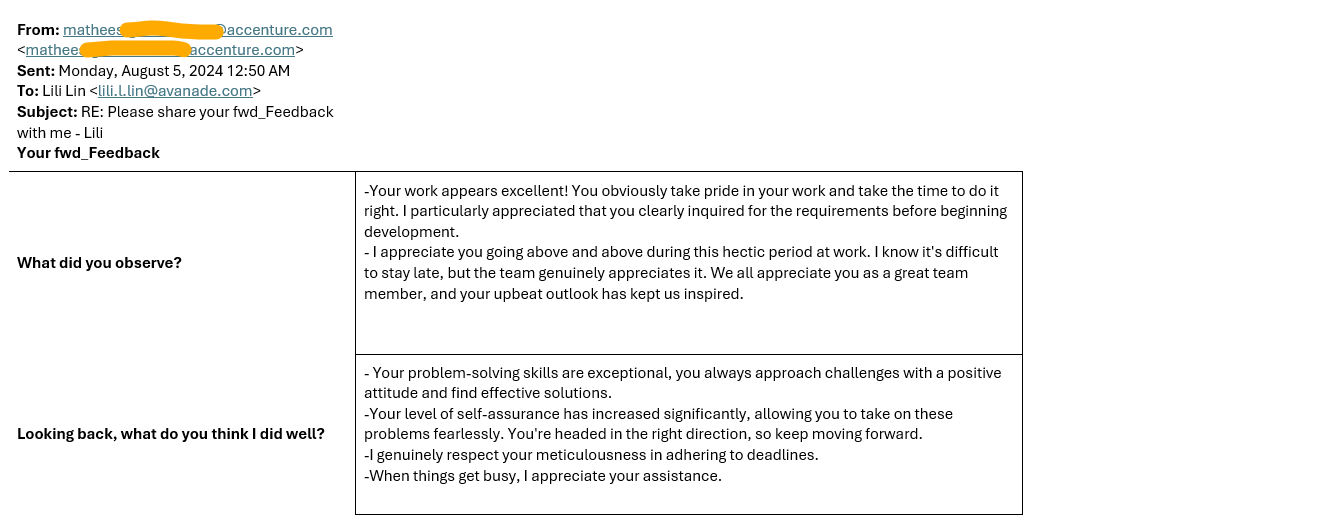 From: mathees @accenture.com
<mathee accenture.com>
Sent: Monday, August 5, 2024 12:50 AM
To: Lili Lin <lili.l.lin@avanade.com>
Subject: RE: Please share your fwd_Feedback
with me - Lili
Your fwd_Feedback
What did you observe?
-Your work appears excellent! You obviously take pride in your work and take the time to do it
right. I particularly appreciated that you clearly inquired for the requirements before beginning
development.
- I appreciate you going above and above during this hectic period at work. I know it's difficult
to stay late, but the team genuinely appreciates it. We all appreciate you as a great team
member, and your upbeat outlook has kept us inspired.
Looking back, what do you think I did well?
- Your problem-solving skills are exceptional, you always approach challenges with a positive
attitude and find effective solutions.
-Your level of self-assurance has increased significantly, allowing you to take on these
problems fearlessly. You're headed in the right direction, so keep moving forward.
-I genuinely respect your meticulousness in adhering to deadlines.
-When things get busy, I appreciate your assistance.